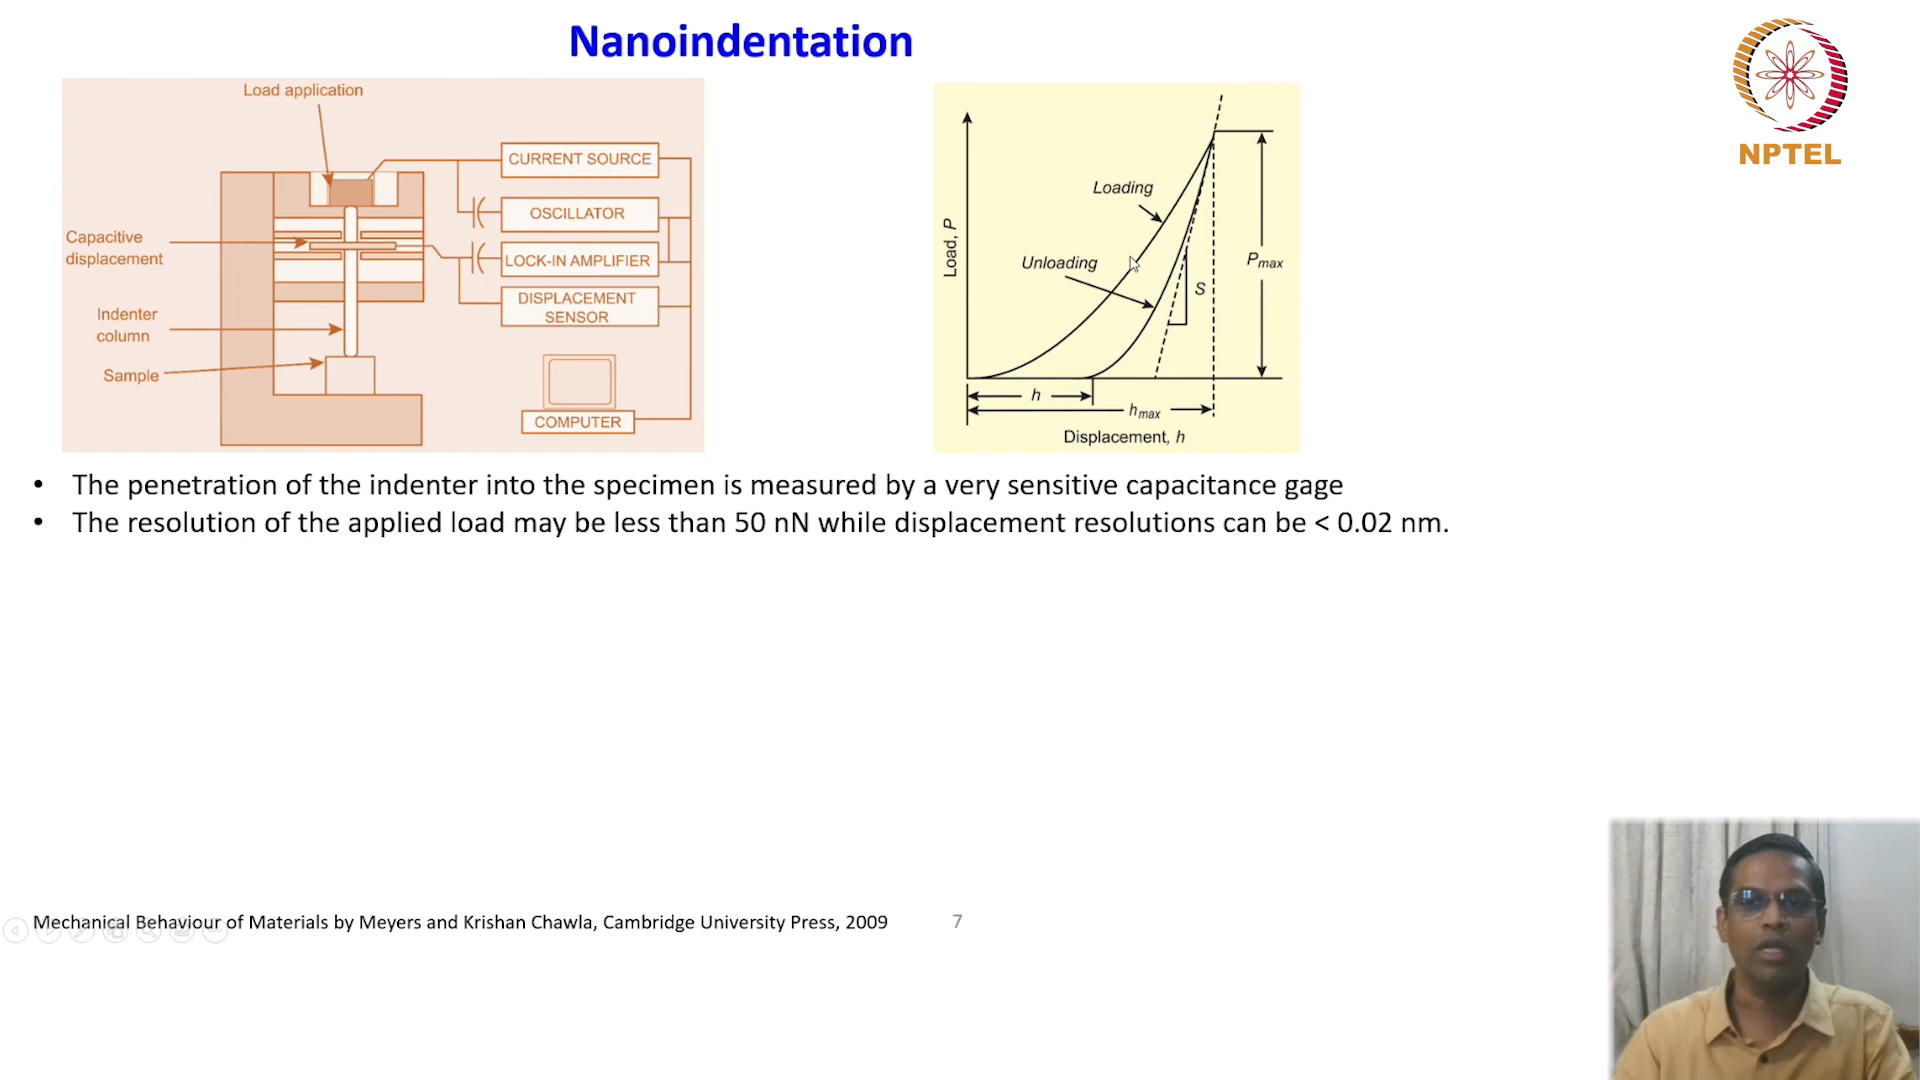 Nanoindentation
NPTEL
Load application
CURRENT SOURCE
OSCILLATOR
LOCK-IN AMPLIFIER
DISPLACEMENT
SENSOR
COMPUTER
Capacitive
displacement
Indenter
column
Sample
Load, P
Loading
Unloading
S
Pmax
h
hmax
Displacement, h
• The penetration of the indenter into the specimen is measured by a very sensitive capacitance gage
• The resolution of the applied load may be less than 50 nN while displacement resolutions can be < 0.02 nm.
Mechanical Behaviour of Materials by Meyers and Krishan Chawla, Cambridge University Press, 2009
7